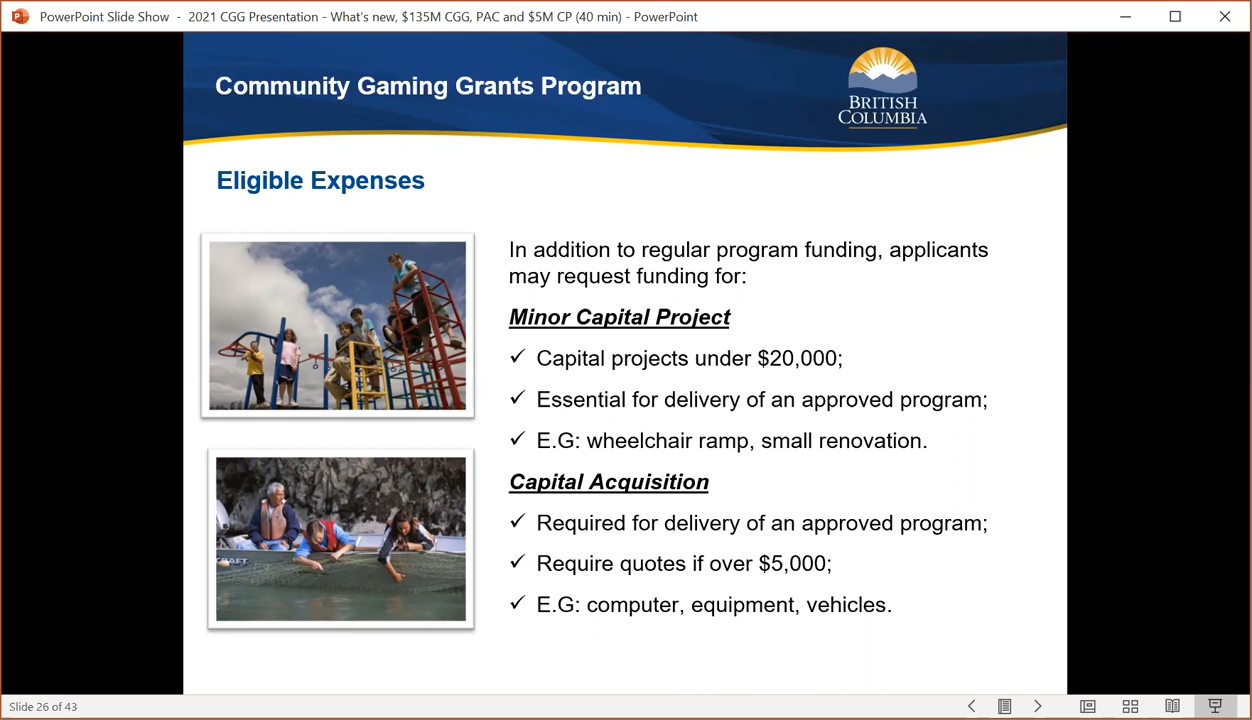 PowerPoint Slide Show - 2021 CGG Presentation - What's new, $135M CGG, PAC and $5M CP (40 min) - PowerPoint
Community Gaming Grants Program
BRITISH
COLUMBIA
Eligible Expenses
In addition to regular program funding, applicants
may request funding for:
Minor Capital Project
✓ Capital projects under $20,000;
✓ Essential for delivery of an approved program;
✓ E.G: wheelchair ramp, small renovation.
Capital Acquisition
✓ Required for delivery of an approved program;
✓ Require quotes if over $5,000;
✓ E.G: computer, equipment, vehicles.
Slide 26 of 43